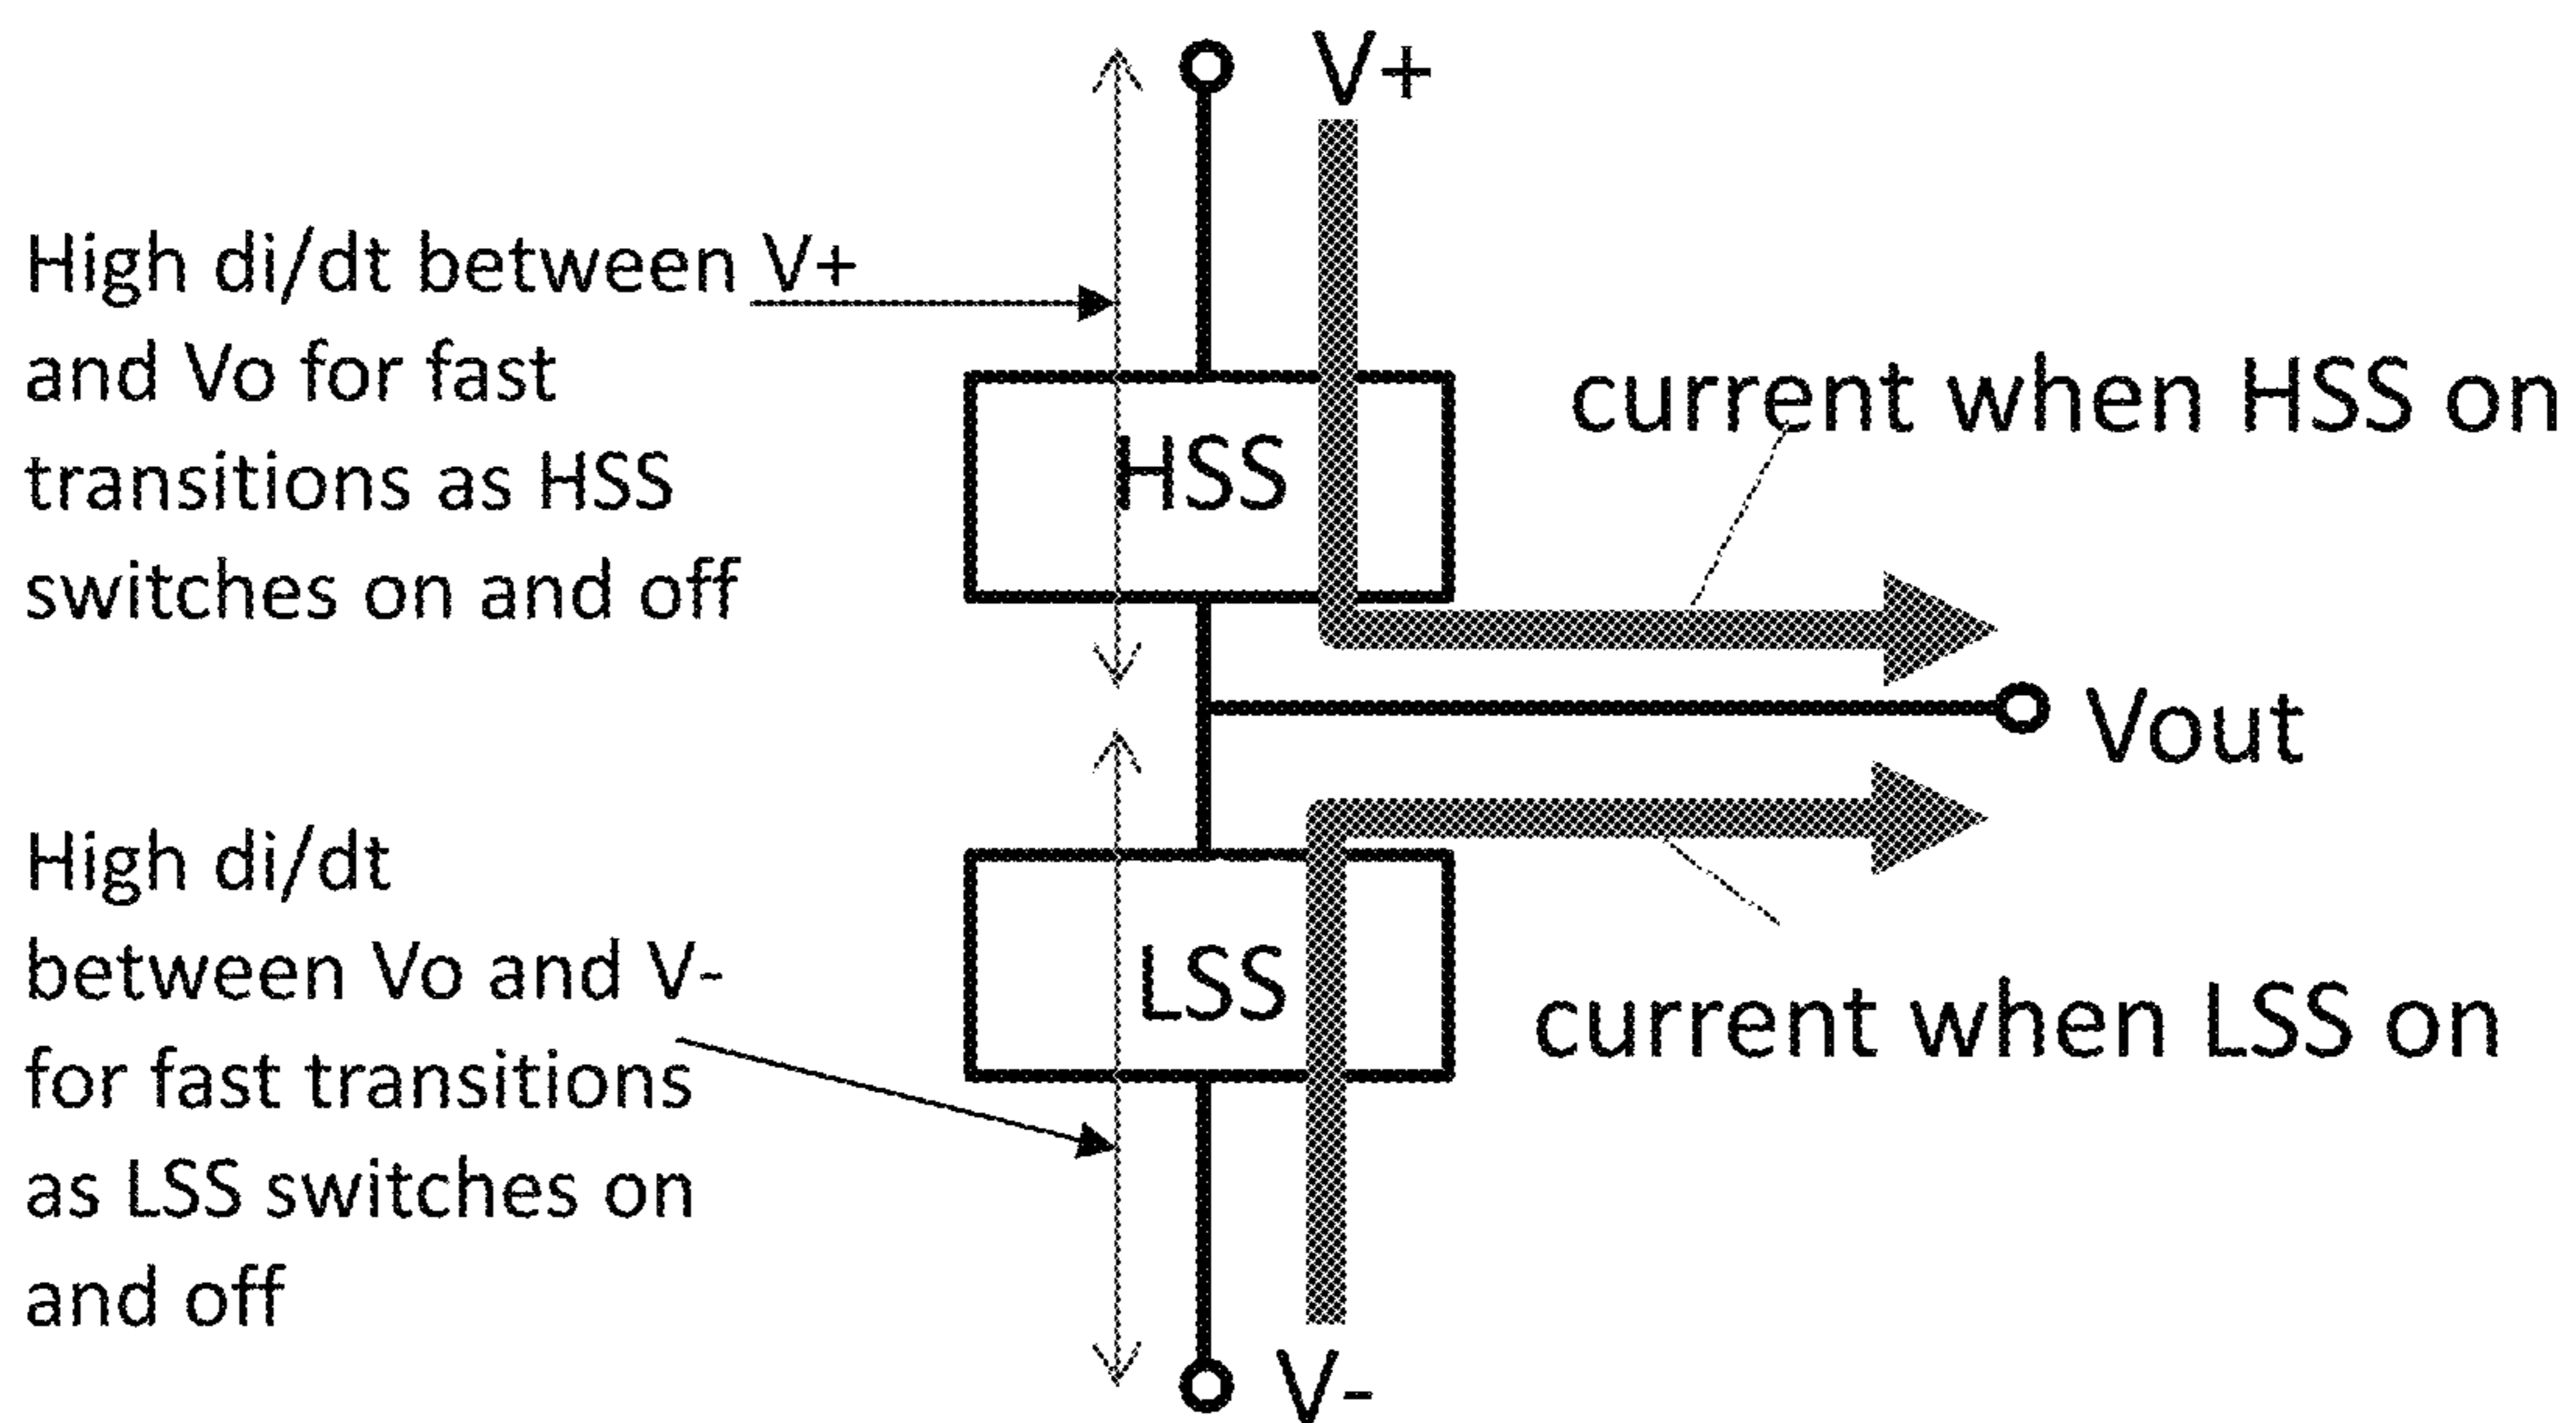 V+
High di/dt between V+
and Vo for fast
transitions as HSS
switches on and off
HSS
current when HSS on
Vout
High di/dt
between Vo and V-
for fast transitions
as LSS switches on
and off
LSS
current when LSS on
V-